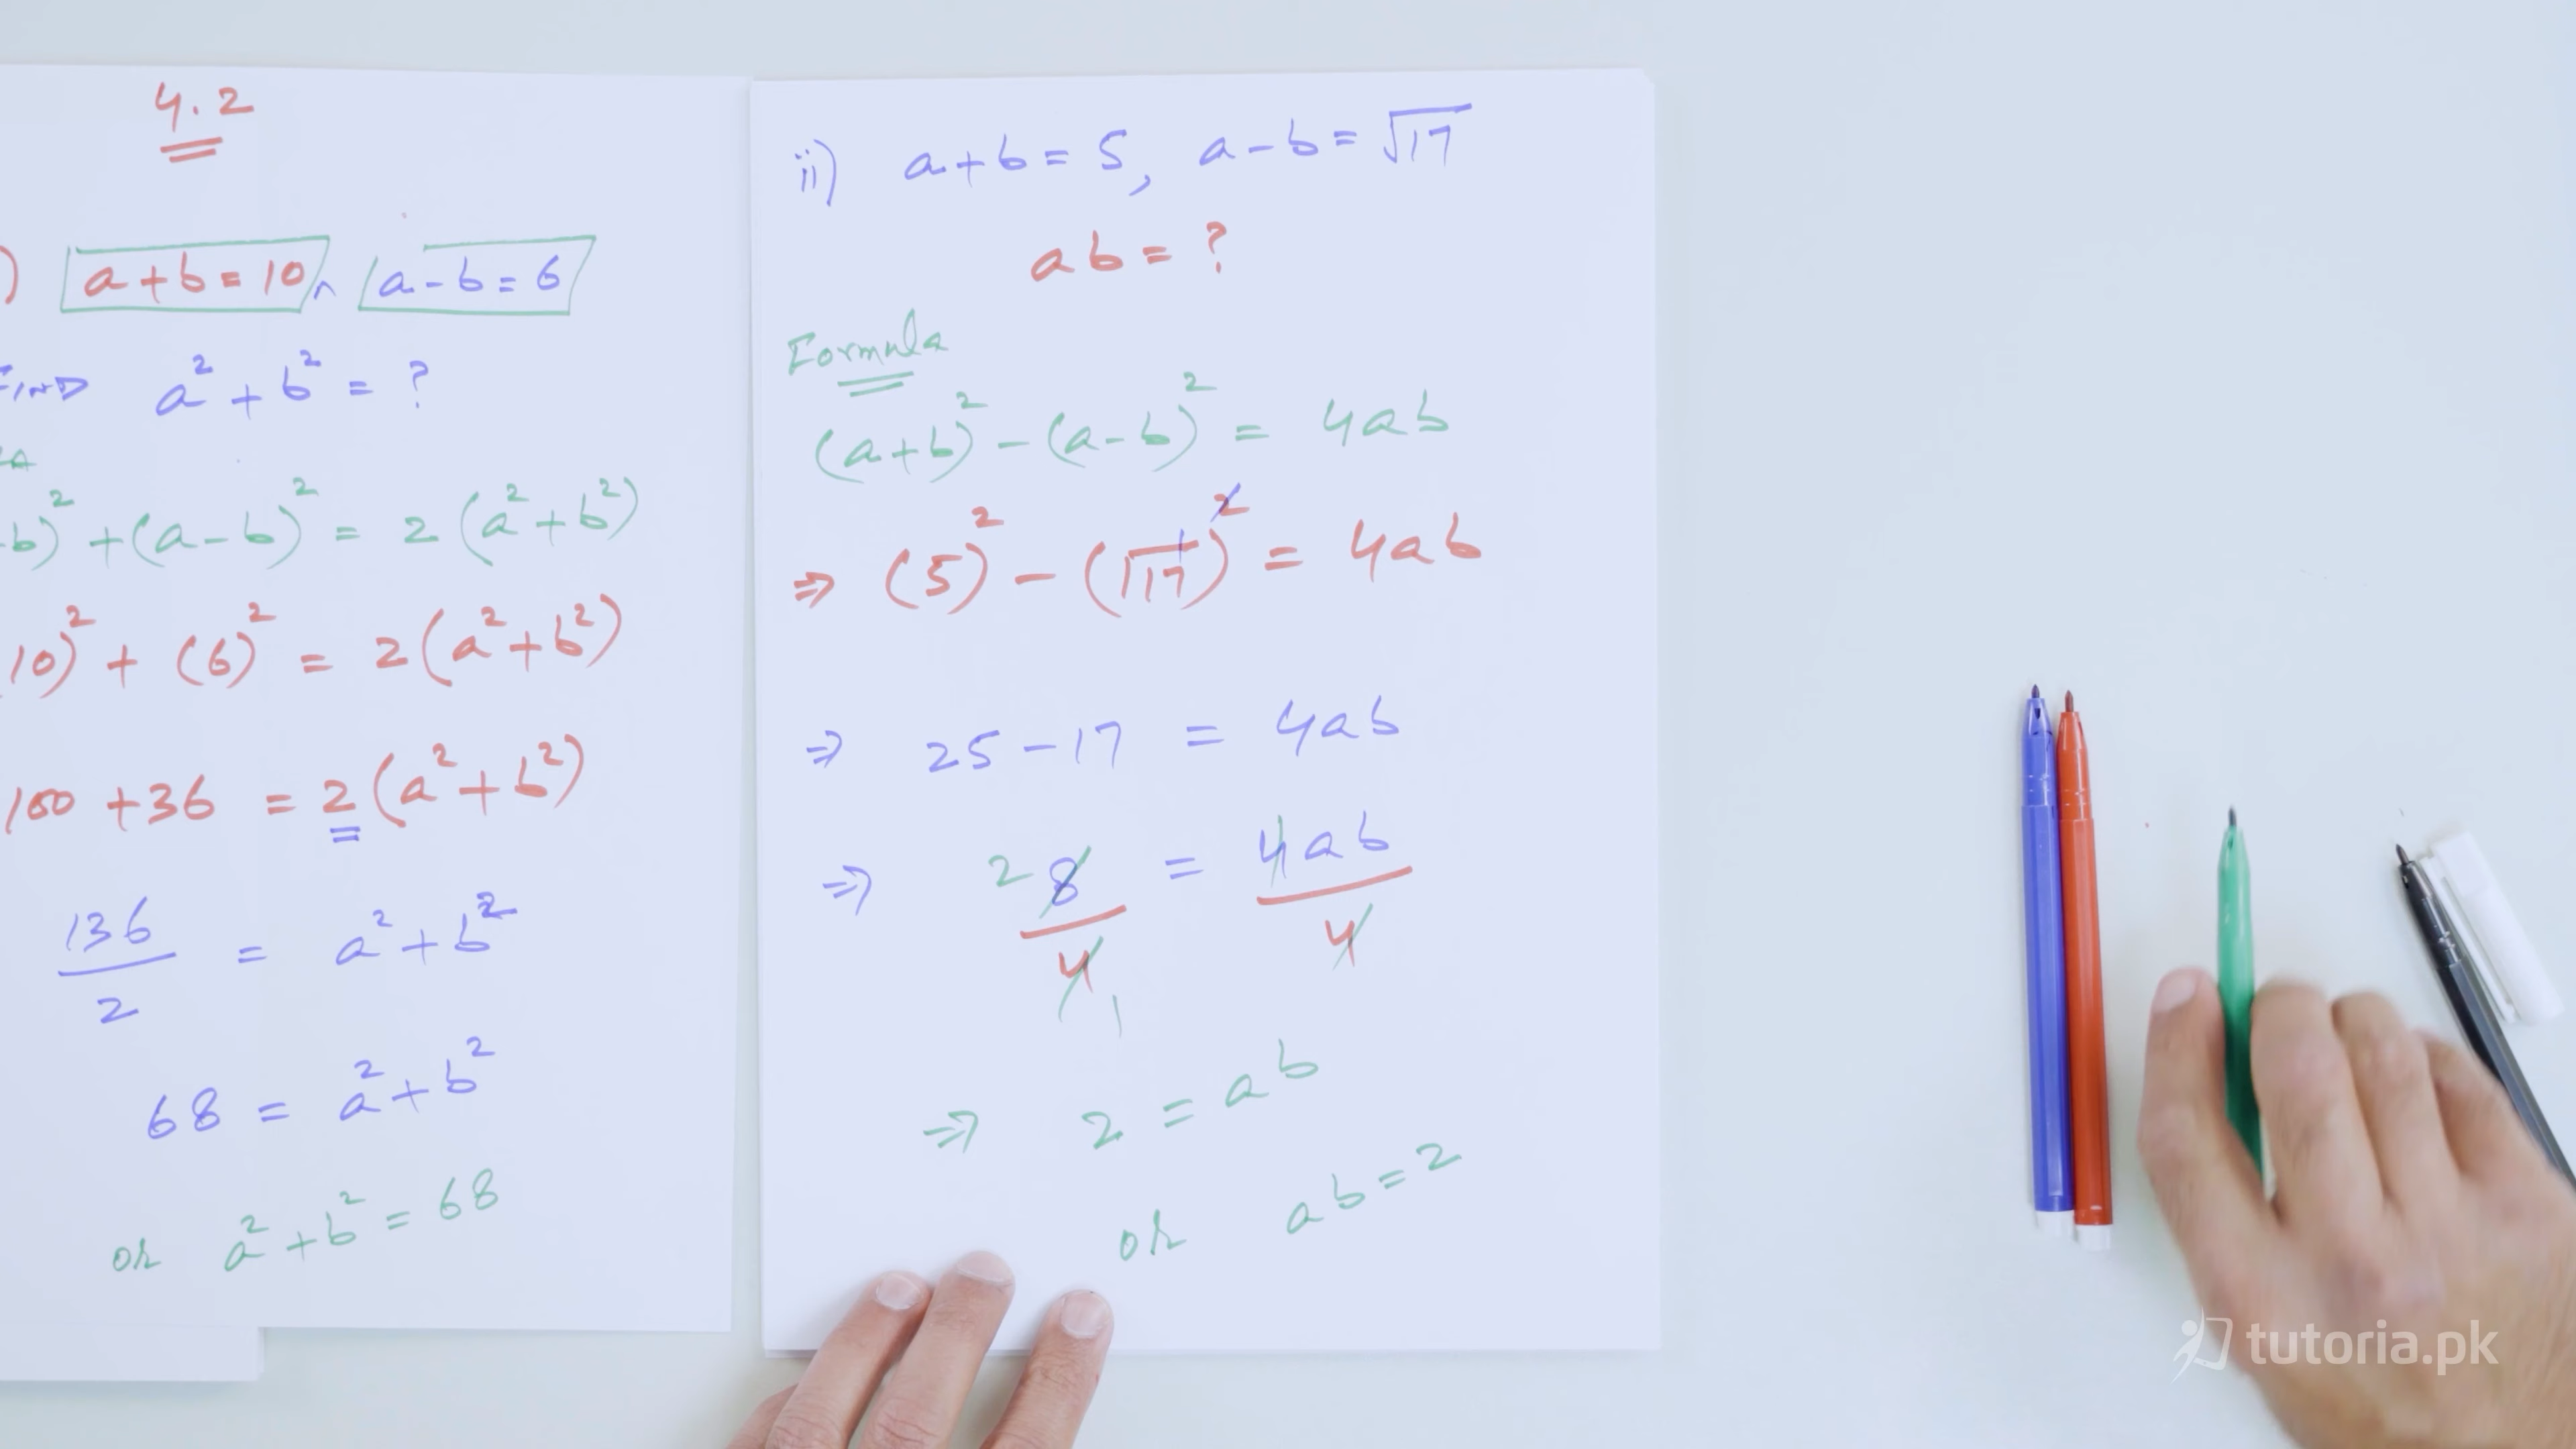 4.2
) a+b=10, a-b=6
FIND a²+b²=?
LA
b)²+(a-b)²=2(a²+b²)
10)²+(6)²=2(a²+b²)
100+36=2(a²+b²)
136/2=a²+b²
68=a²+b²
or a²+b²=68
ii) a+b=5, a-b=√17
ab=?
Formula
(a+b)²-(a-b)²=4ab
⇒ (5)²-(√17)²=4ab
⇒ 25-17=4ab
⇒ 2 8/4 1=4ab/4
⇒ 2=ab
or ab=2
tutoria.pk